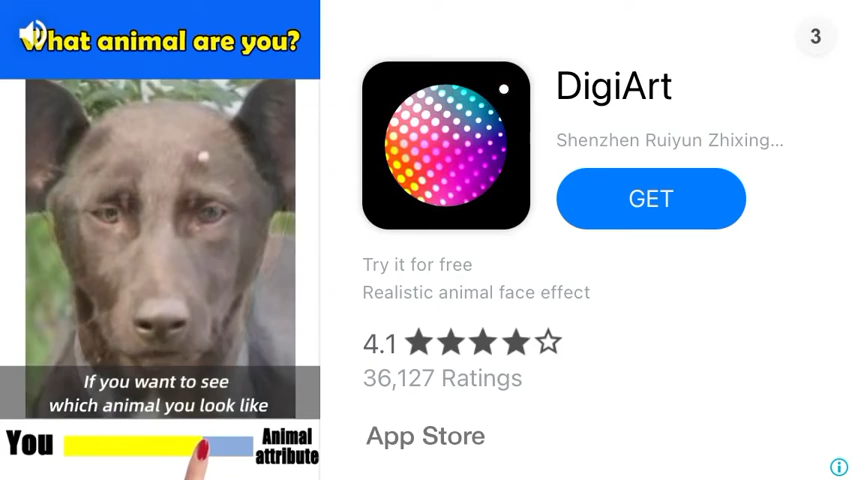 What animal are you?
If you want to see
which animal you look like
You
Animal
attribute
3
DigiArt
Shenzhen Ruiyun Zhixing...
GET
Try it for free
Realistic animal face effect
4.1
36,127 Ratings
App Store